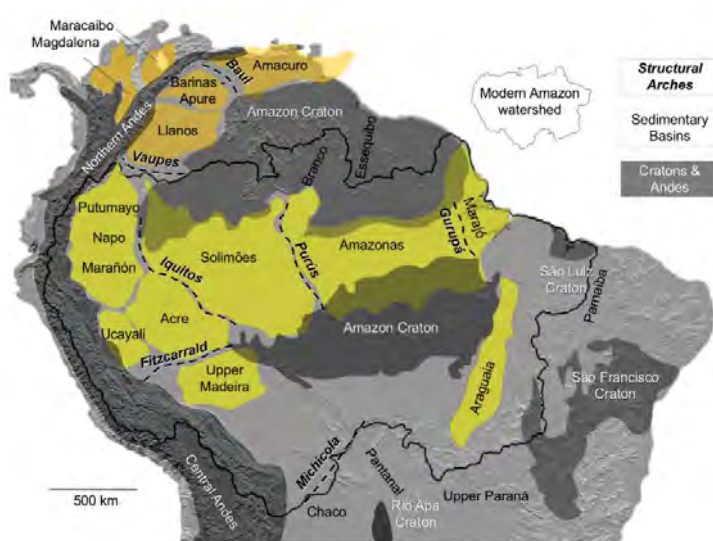 Maracaibo
Magdalena
Baul
Amacuro
Barinas
Apure
Amazon Craton
Northern Andes
Llanos
Vaupes
Branco
Essequibo
Putumayo
Napo
Marañón
Iquitos
Solimões
Purús
Amazonas
Gurupá
Marajó
São Luiz
Craton
Parnaiba
Ucayali
Acre
Fitzcarrald
Upper
Madeira
Amazon Craton
Araguaia
São Francisco
Craton
500 km
Central Andes
Michicola
Chaco
Pantanal
Rio Apa
Craton
Upper Paraná
Modern Amazon
watershed
Structural
Arches
Sedimentary
Basins
Cratons &
Andes